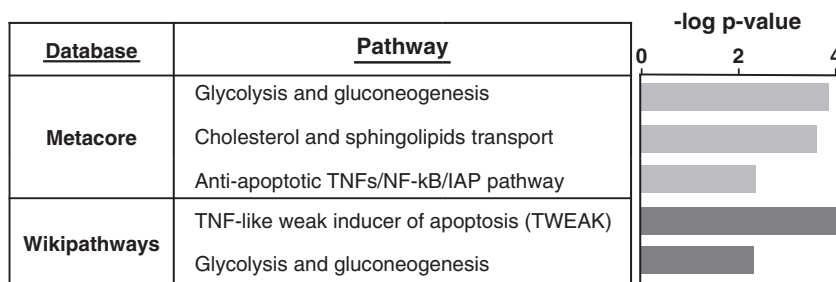 -log p-value
Database Pathway 0 2 4
Glycolysis and gluconeogenesis
Metacore Cholesterol and sphingolipids transport
Anti-apoptotic TNFs/NF-kB/IAP pathway
TNF-like weak inducer of apoptosis (TWEAK)
Wikipathways
Glycolysis and gluconeogenesis